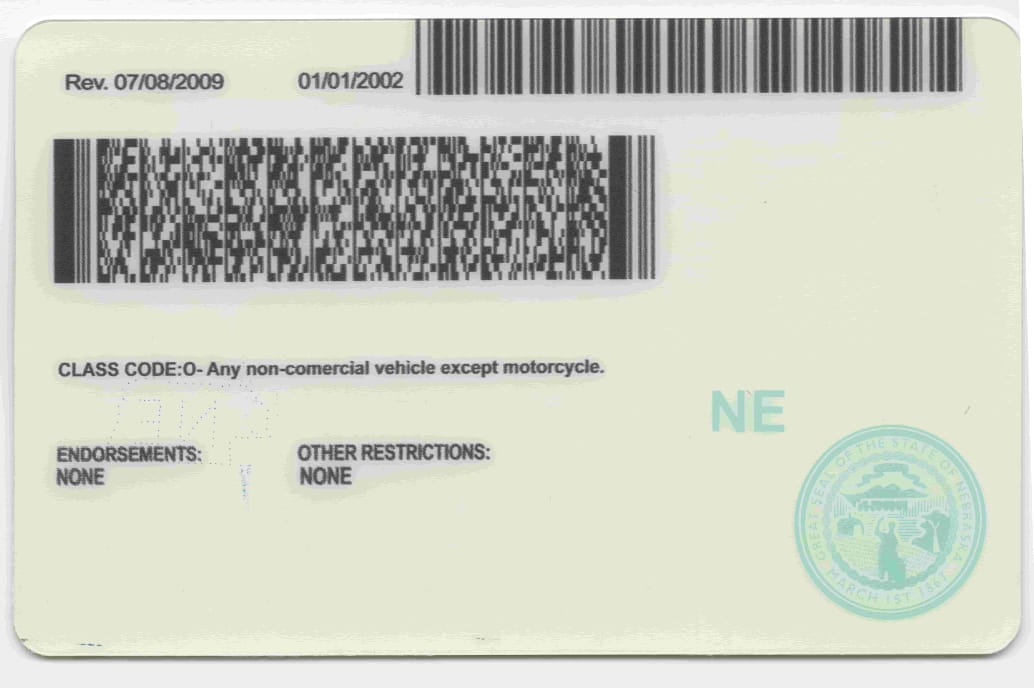 Rev. 07/08/2009 01/01/2002
CLASS CODE:O- Any non-comercial vehicle except motorcycle.
ENDORSEMENTS: OTHER RESTRICTIONS:
NONE NONE
NE
GREAT SEAL OF THE STATE OF NEBRASKA
MARCH 1ST 1867